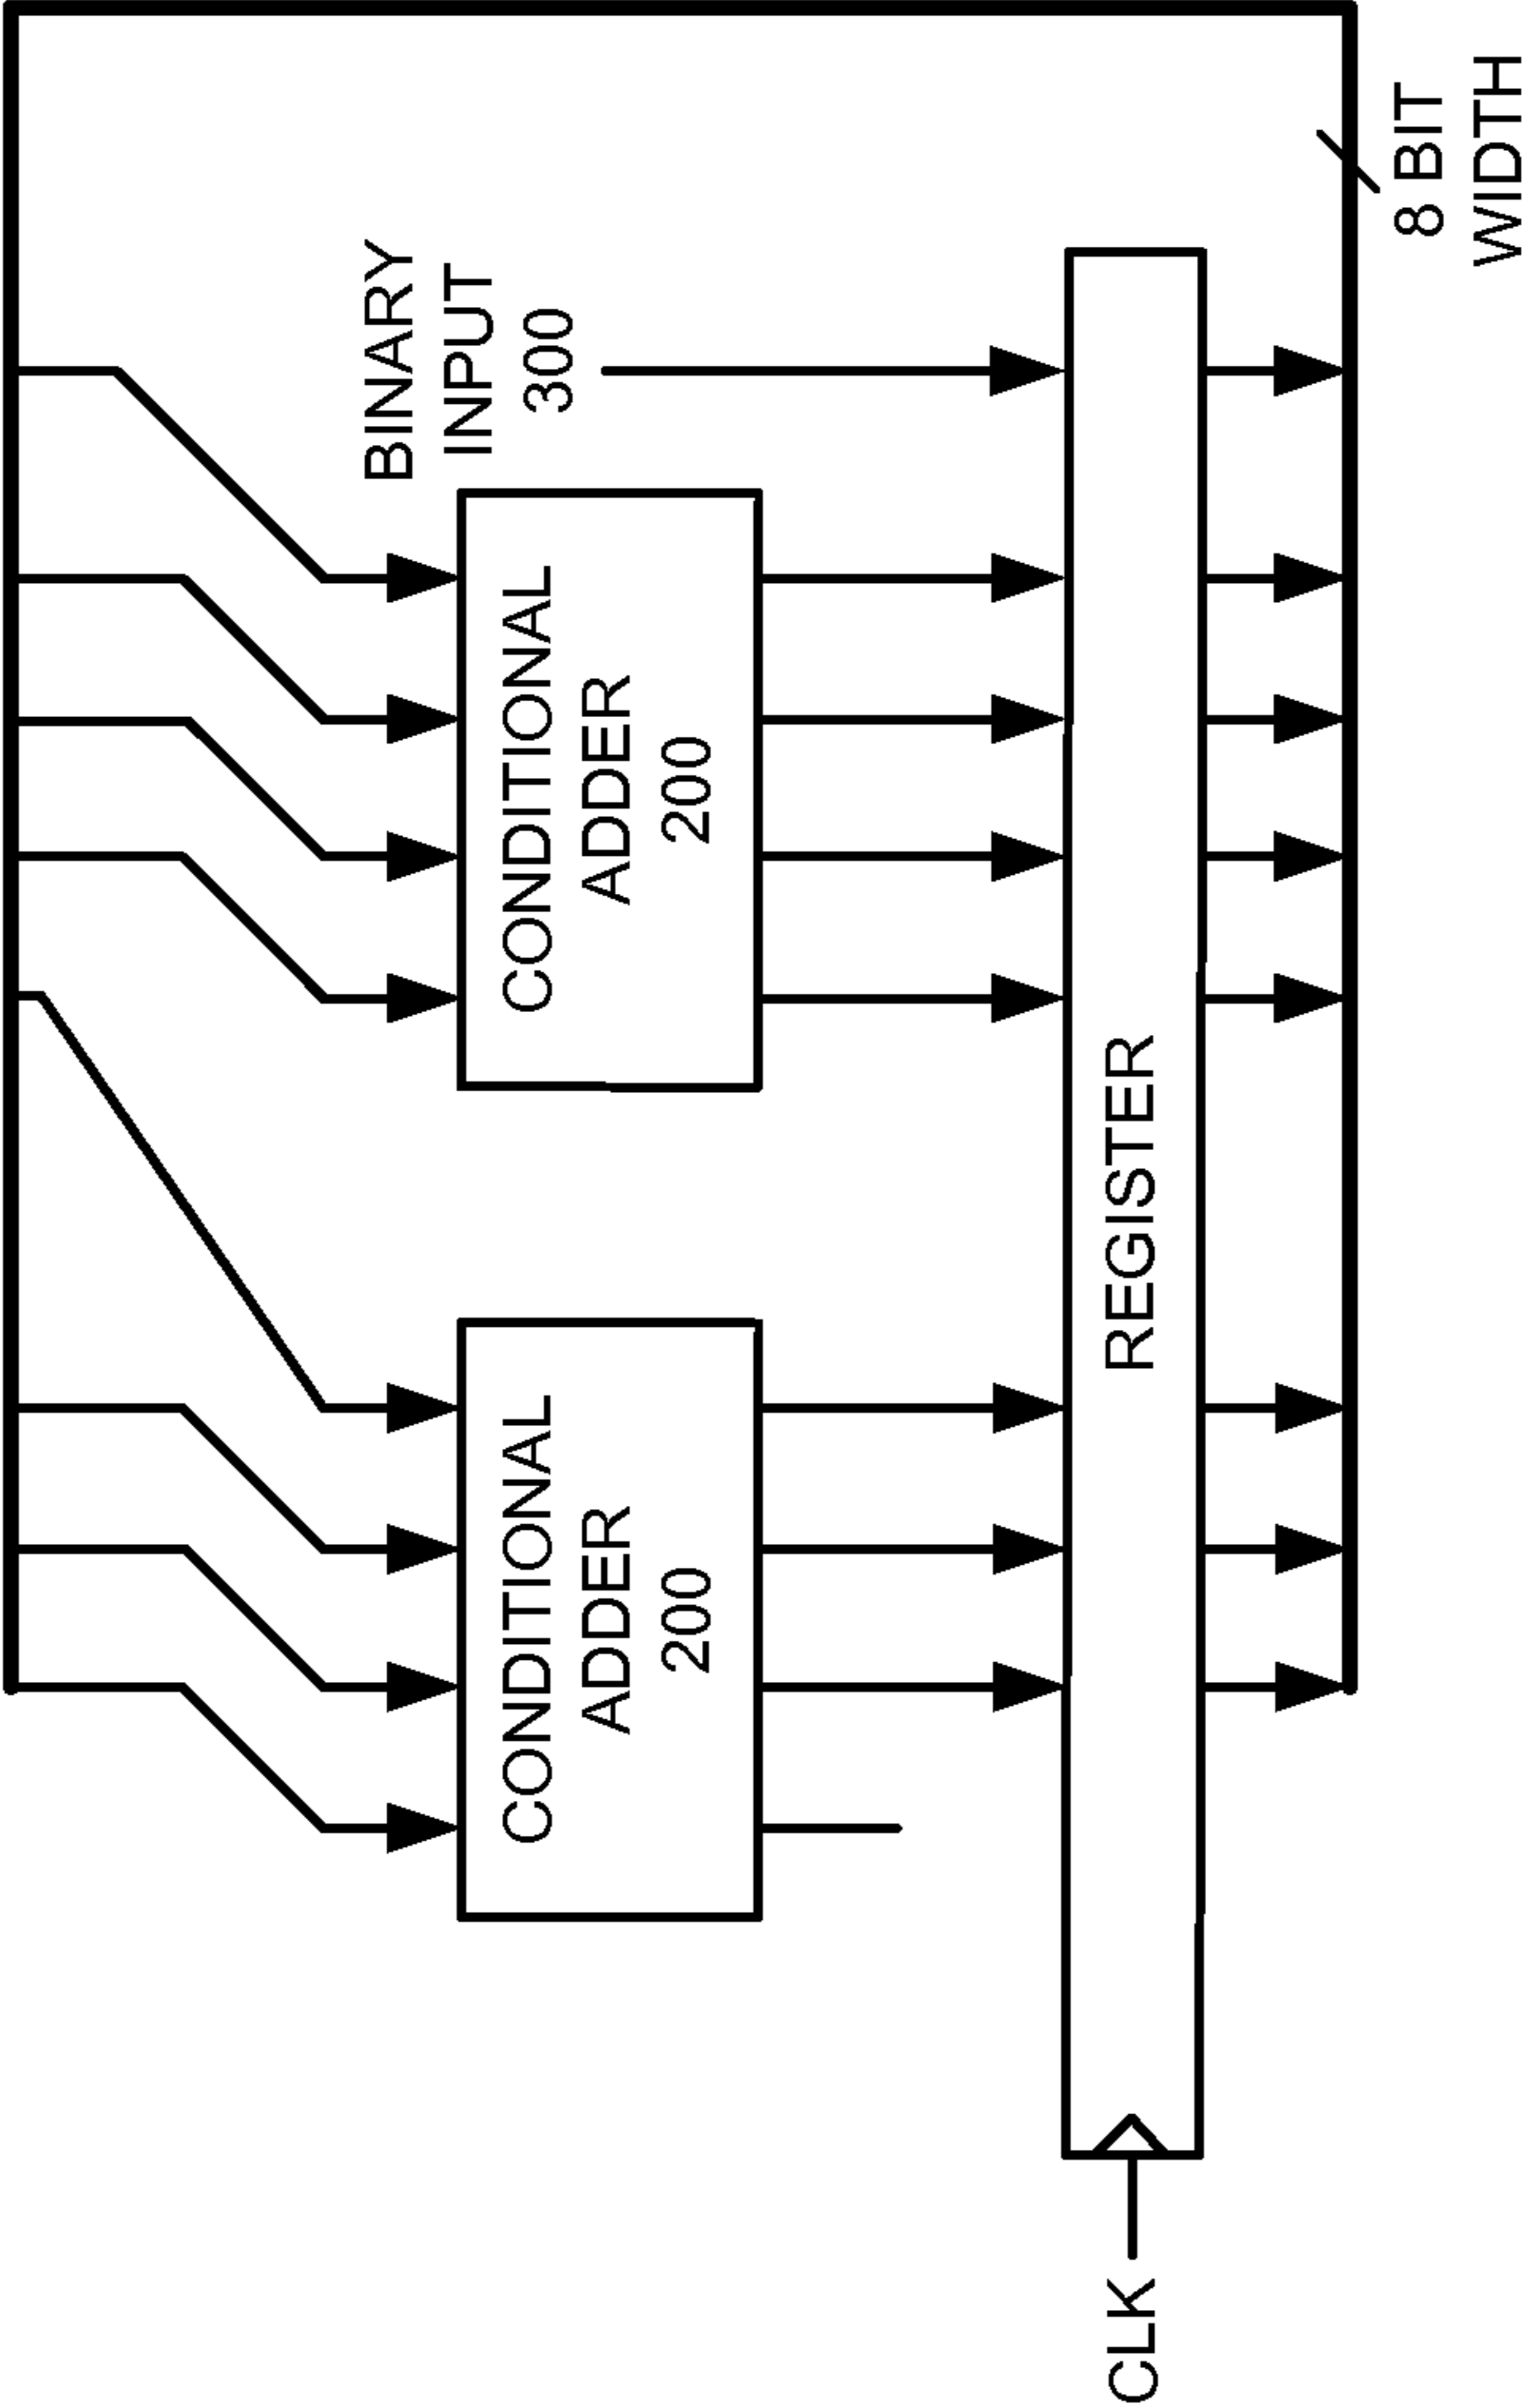 CONDITIONAL
ADDER
200
CONDITIONAL
ADDER
200
BINARY
INPUT
300
CLK
REGISTER
8 BIT
WIDTH